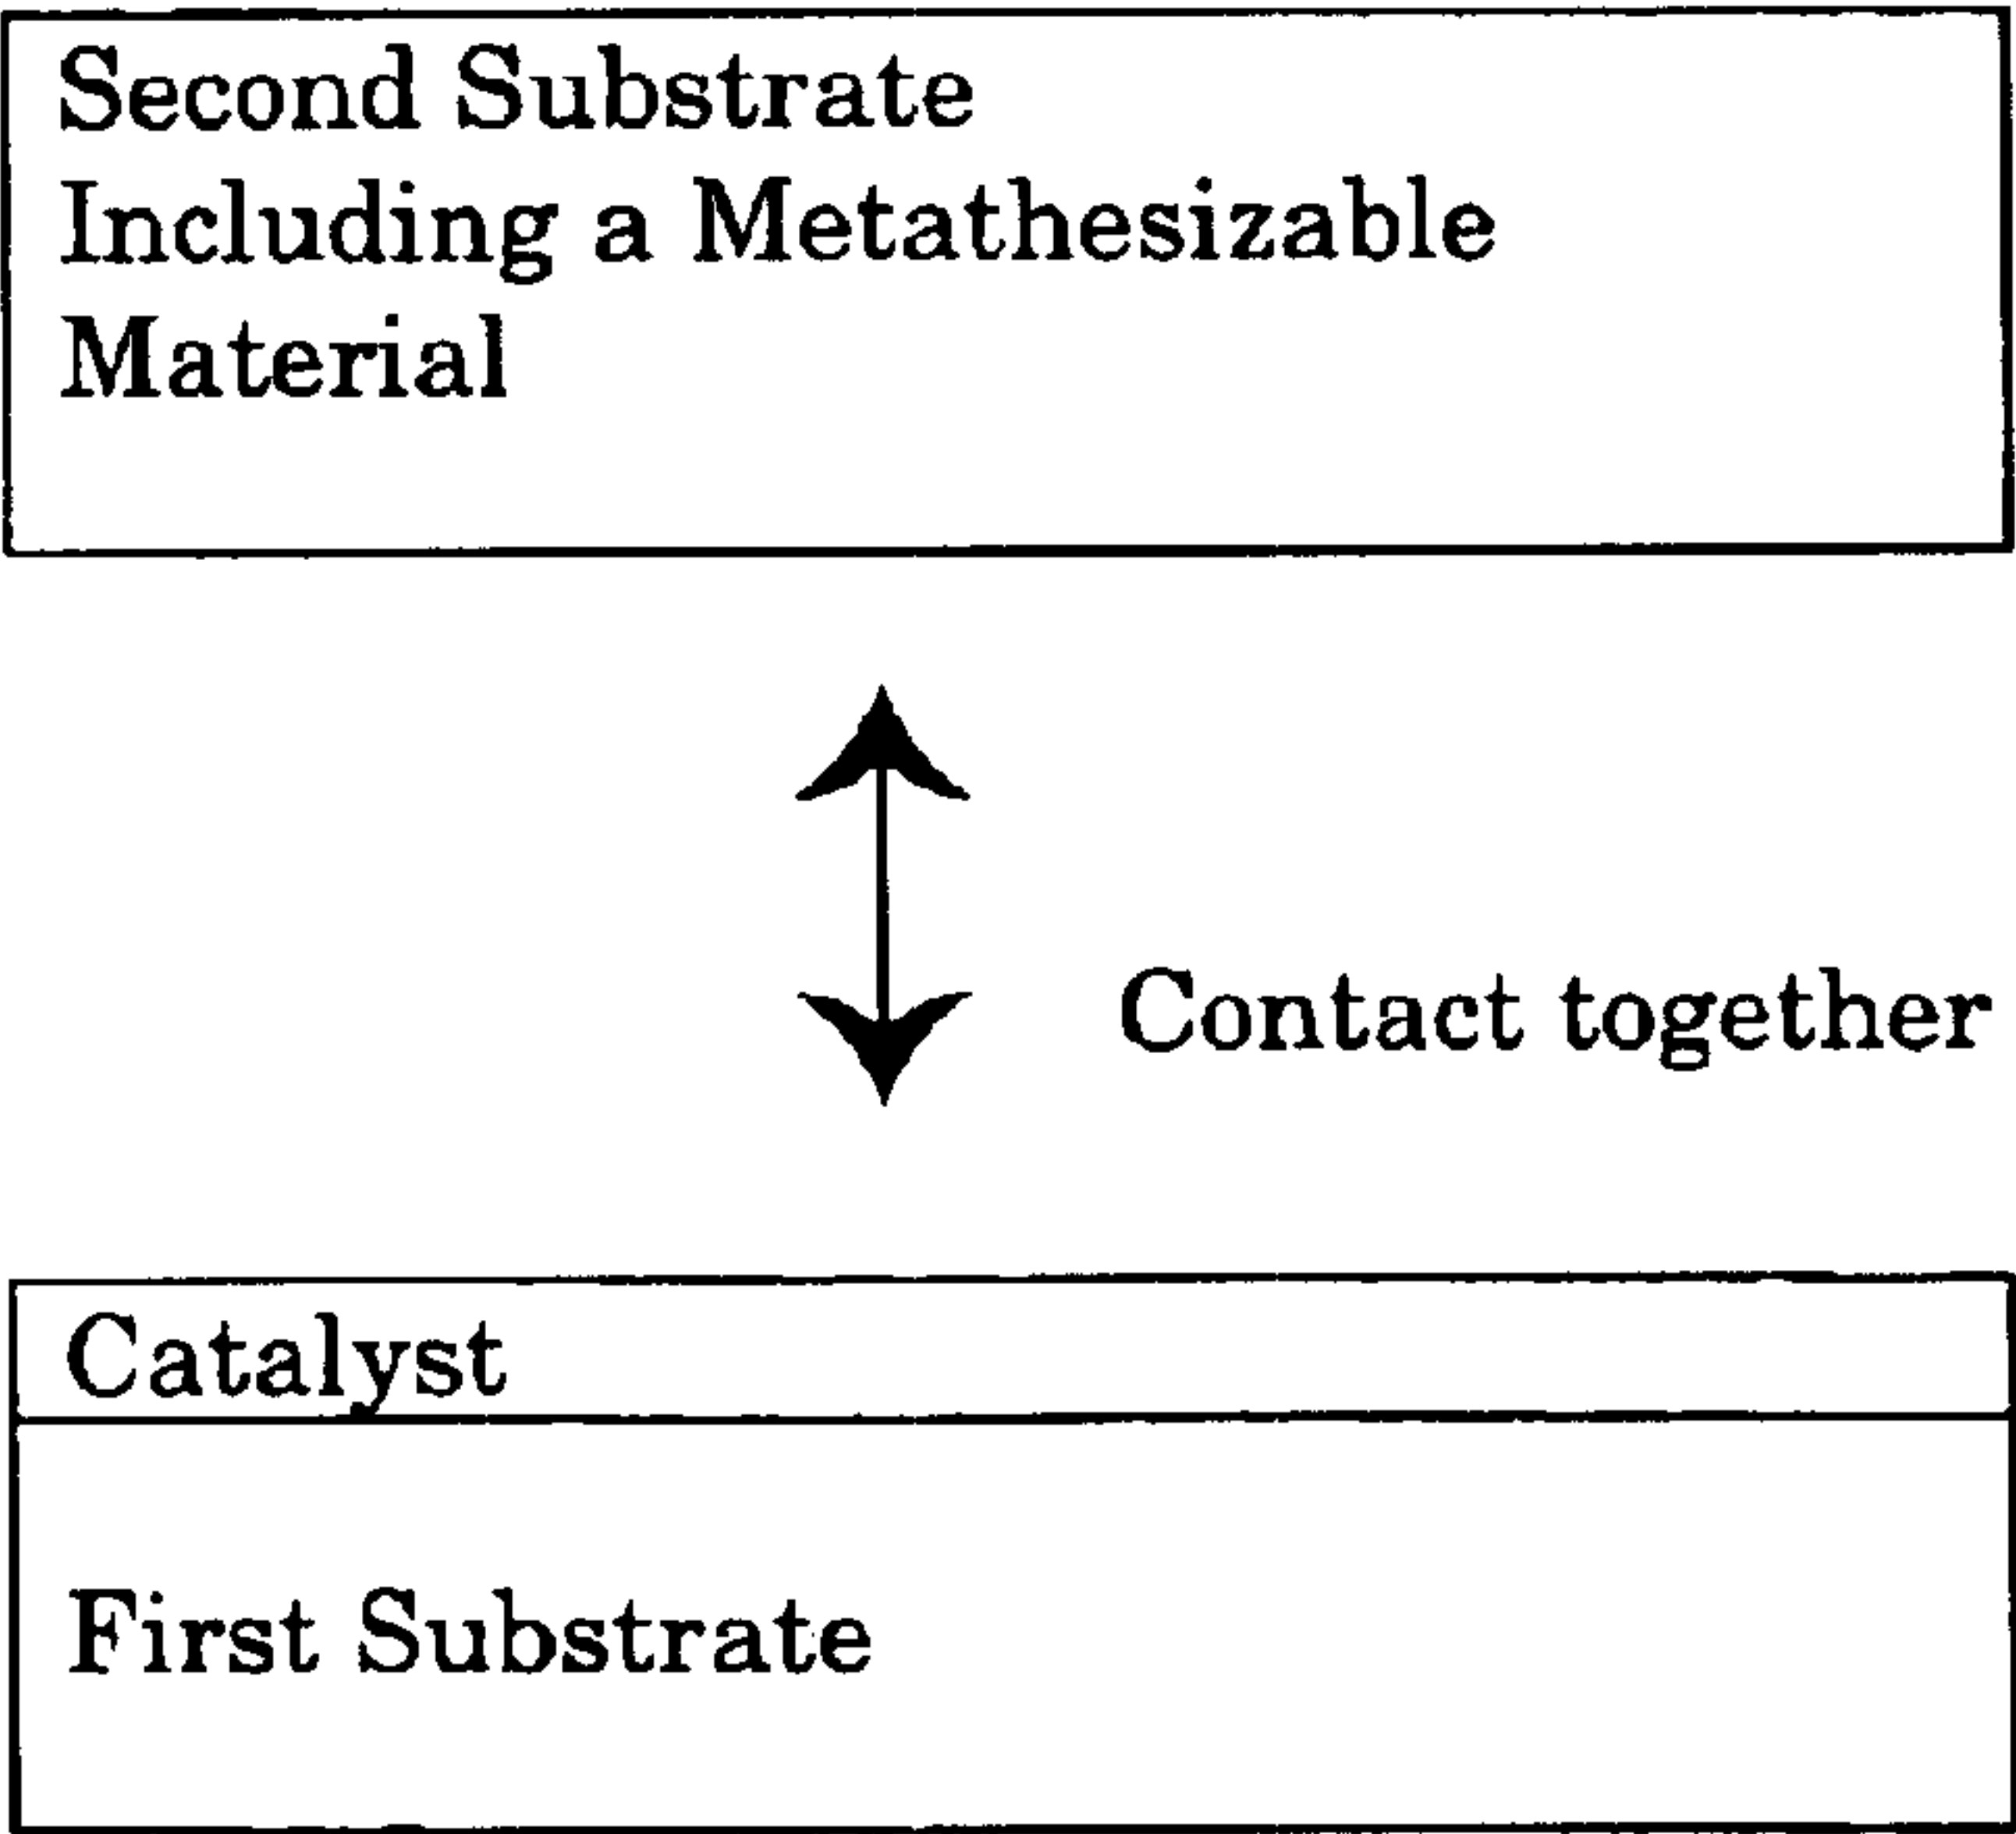 Second Substrate
Including a Metathesizable
Material
Contact together
Catalyst
First Substrate